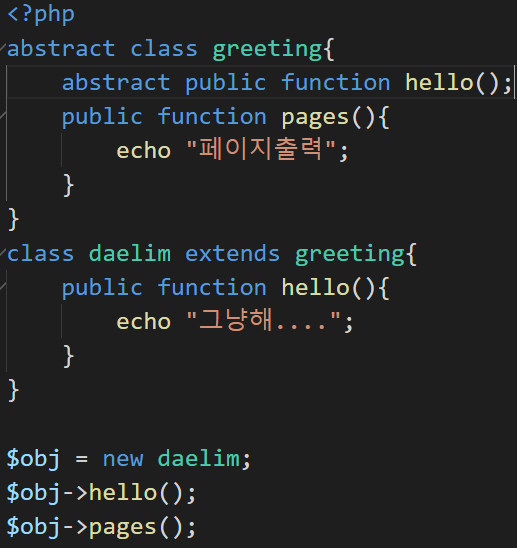 <?php
abstract class greeting{
    abstract public function hello();
    public function pages(){
        echo "페이지출력";
    }
}
class daelim extends greeting{
    public function hello(){
        echo "그냥해....";
    }
}

$obj = new daelim;
$obj->hello();
$obj->pages();